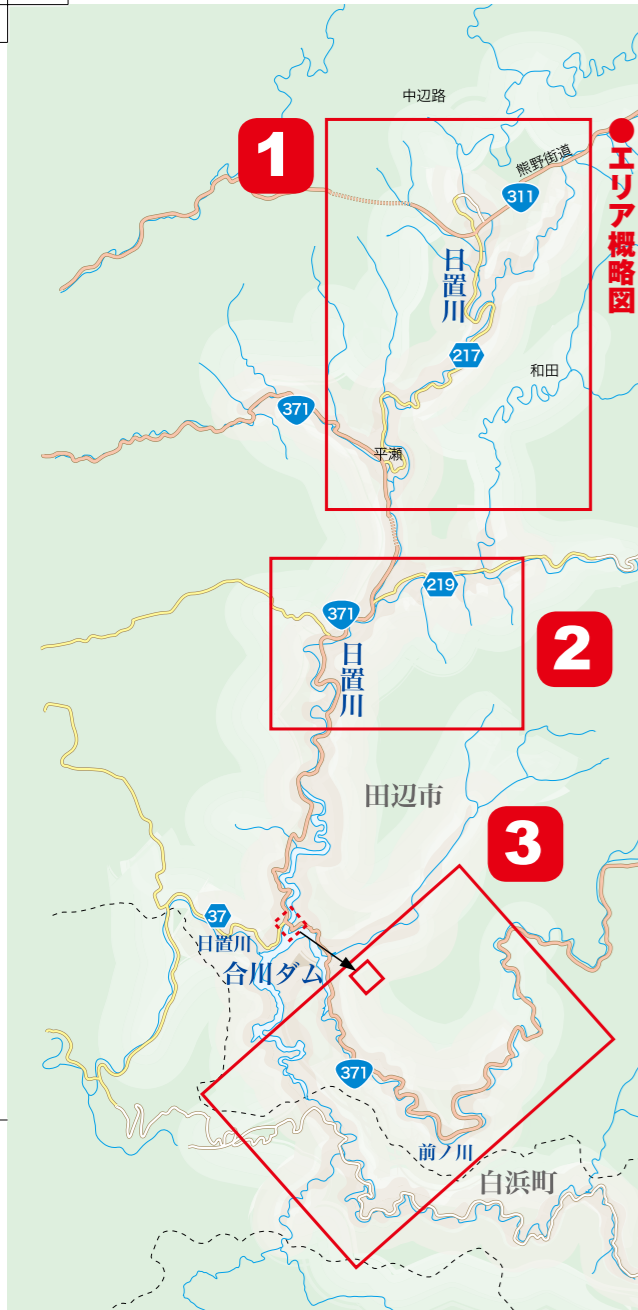 ●エリア概略図
中辺路
1
熊野街道
311
日置川
217
和田
371
平瀬
219
371
2
日置川
田辺市
3
37
日置川
合川ダム
371
前ノ川
白浜町